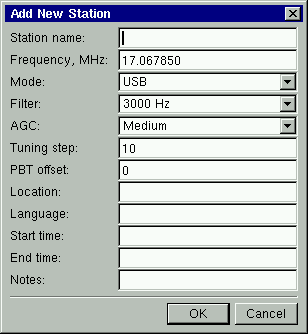 Add New Station
Station name:
Frequency, MHz: 17.067850
Mode: USB
Filter: 3000 Hz
AGC: Medium
Tuning step: 10
PBT offset: 0
Location:
Language:
Start time:
End time:
Notes:
OK Cancel